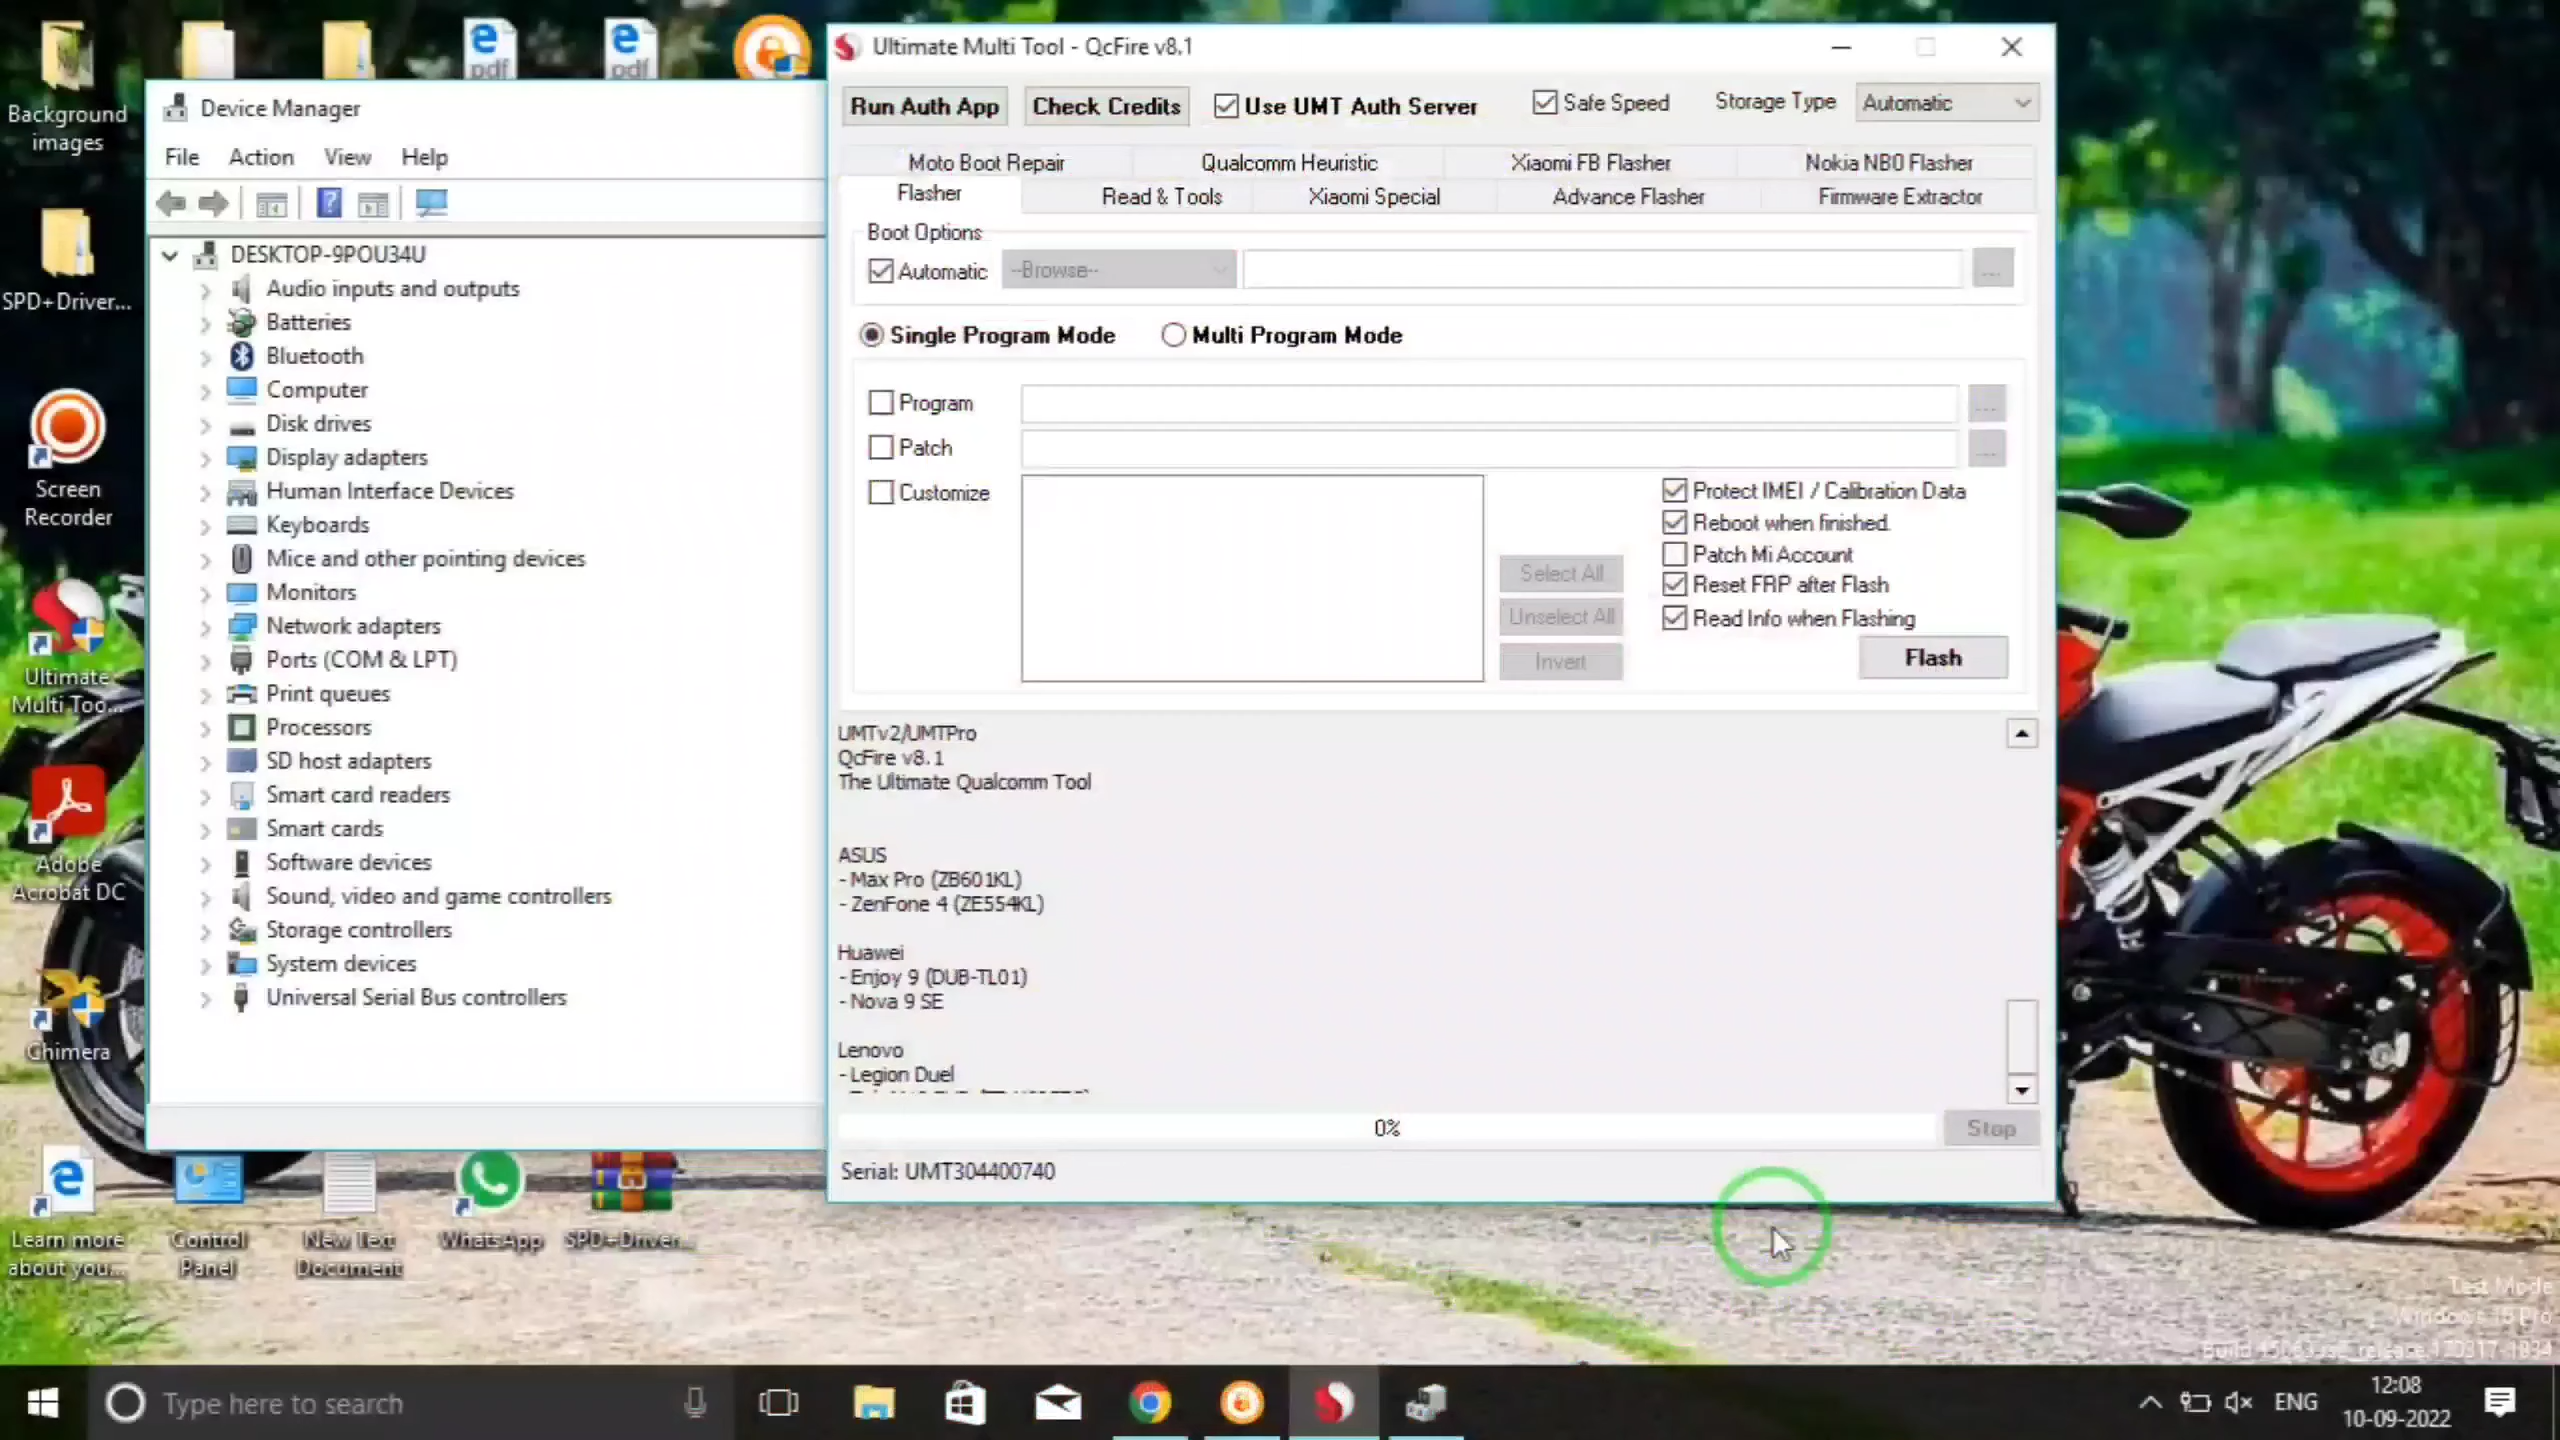 Background
images
SPD+Driver...
Screen
Recorder
Ultimate
Multi Too...
Adobe
Acrobat DC
Chimera
Learn more
about you...
Control
Panel
New Text
Document
WhatsApp
SPD+Driver...
pdf
pdf
Device Manager
File Action View Help
DESKTOP-9POU34U
Audio inputs and outputs
Batteries
Bluetooth
Computer
Disk drives
Display adapters
Human Interface Devices
Keyboards
Mice and other pointing devices
Monitors
Network adapters
Ports (COM & LPT)
Print queues
Processors
SD host adapters
Smart card readers
Smart cards
Software devices
Sound, video and game controllers
Storage controllers
System devices
Universal Serial Bus controllers
Ultimate Multi Tool - QcFire v8.1
Run Auth App Check Credits Use UMT Auth Server Safe Speed Storage Type Automatic
Moto Boot Repair Qualcomm Heuristic Xiaomi FB Flasher Nokia NB0 Flasher
Flasher Read & Tools Xiaomi Special Advance Flasher Firmware Extractor
Boot Options
Automatic --Browse-- ...
Single Program Mode Multi Program Mode
Program ...
Patch ...
Customize
Select All
Unselect All
Invert
Protect IMEI / Calibration Data
Reboot when finished.
Patch Mi Account
Reset FRP after Flash
Read Info when Flashing
Flash
UMTv2/UMTPro
QcFire v8.1
The Ultimate Qualcomm Tool
ASUS
- Max Pro (ZB601KL)
- ZenFone 4 (ZE554KL)
Huawei
- Enjoy 9 (DUB-TL01)
- Nova 9 SE
Lenovo
- Legion Duel
0% Stop
Serial: UMT304400740
Test Mode
Type here to search
ENG
12:08
10-09-2022